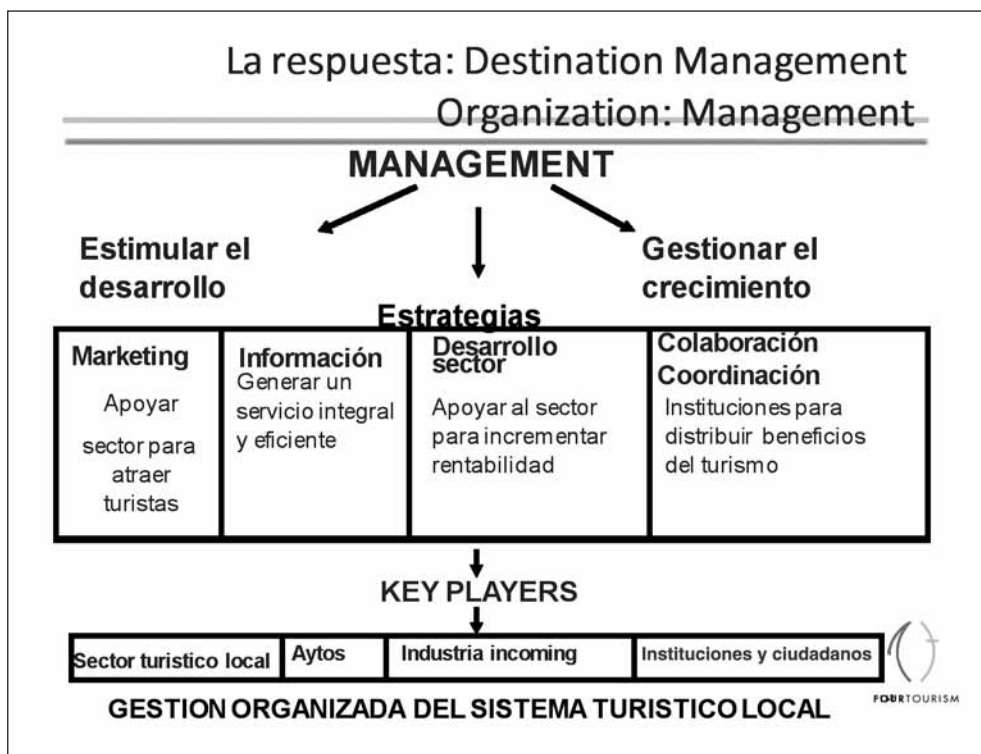 La respuesta: Destination Management
Organization: Management
MANAGEMENT
Estimular el
desarrollo
Gestionar el
crecimiento
Estrategias
Marketing
Apoyar
sector para
atraer
turistas
Información
Generar un
servicio integral
y eficiente
Desarrollo
sector
Apoyar al sector
para incrementar
rentabilidad
Colaboración
Coordinación
Instituciones para
distribuir beneficios
del turismo
KEY PLAYERS
Sector turistico local
Aytos
Industria incoming
Instituciones y ciudadanos
FOURTOURISM
GESTION ORGANIZADA DEL SISTEMA TURISTICO LOCAL